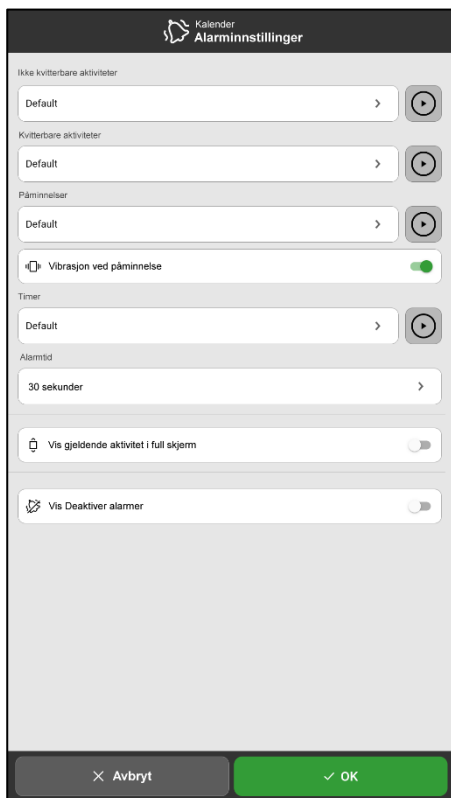 Kalender
Alarminnstillinger
Ikke kvitterbare aktiviteter
Default
Kvitterbare aktiviteter
Default
Påminnelser
Default
Vibrasjon ved påminnelse
Timer
Default
Alarmtid
30 sekunder
Vis gjeldende aktivitet i full skjerm
Vis Deaktiver alarmer
Avbryt
OK